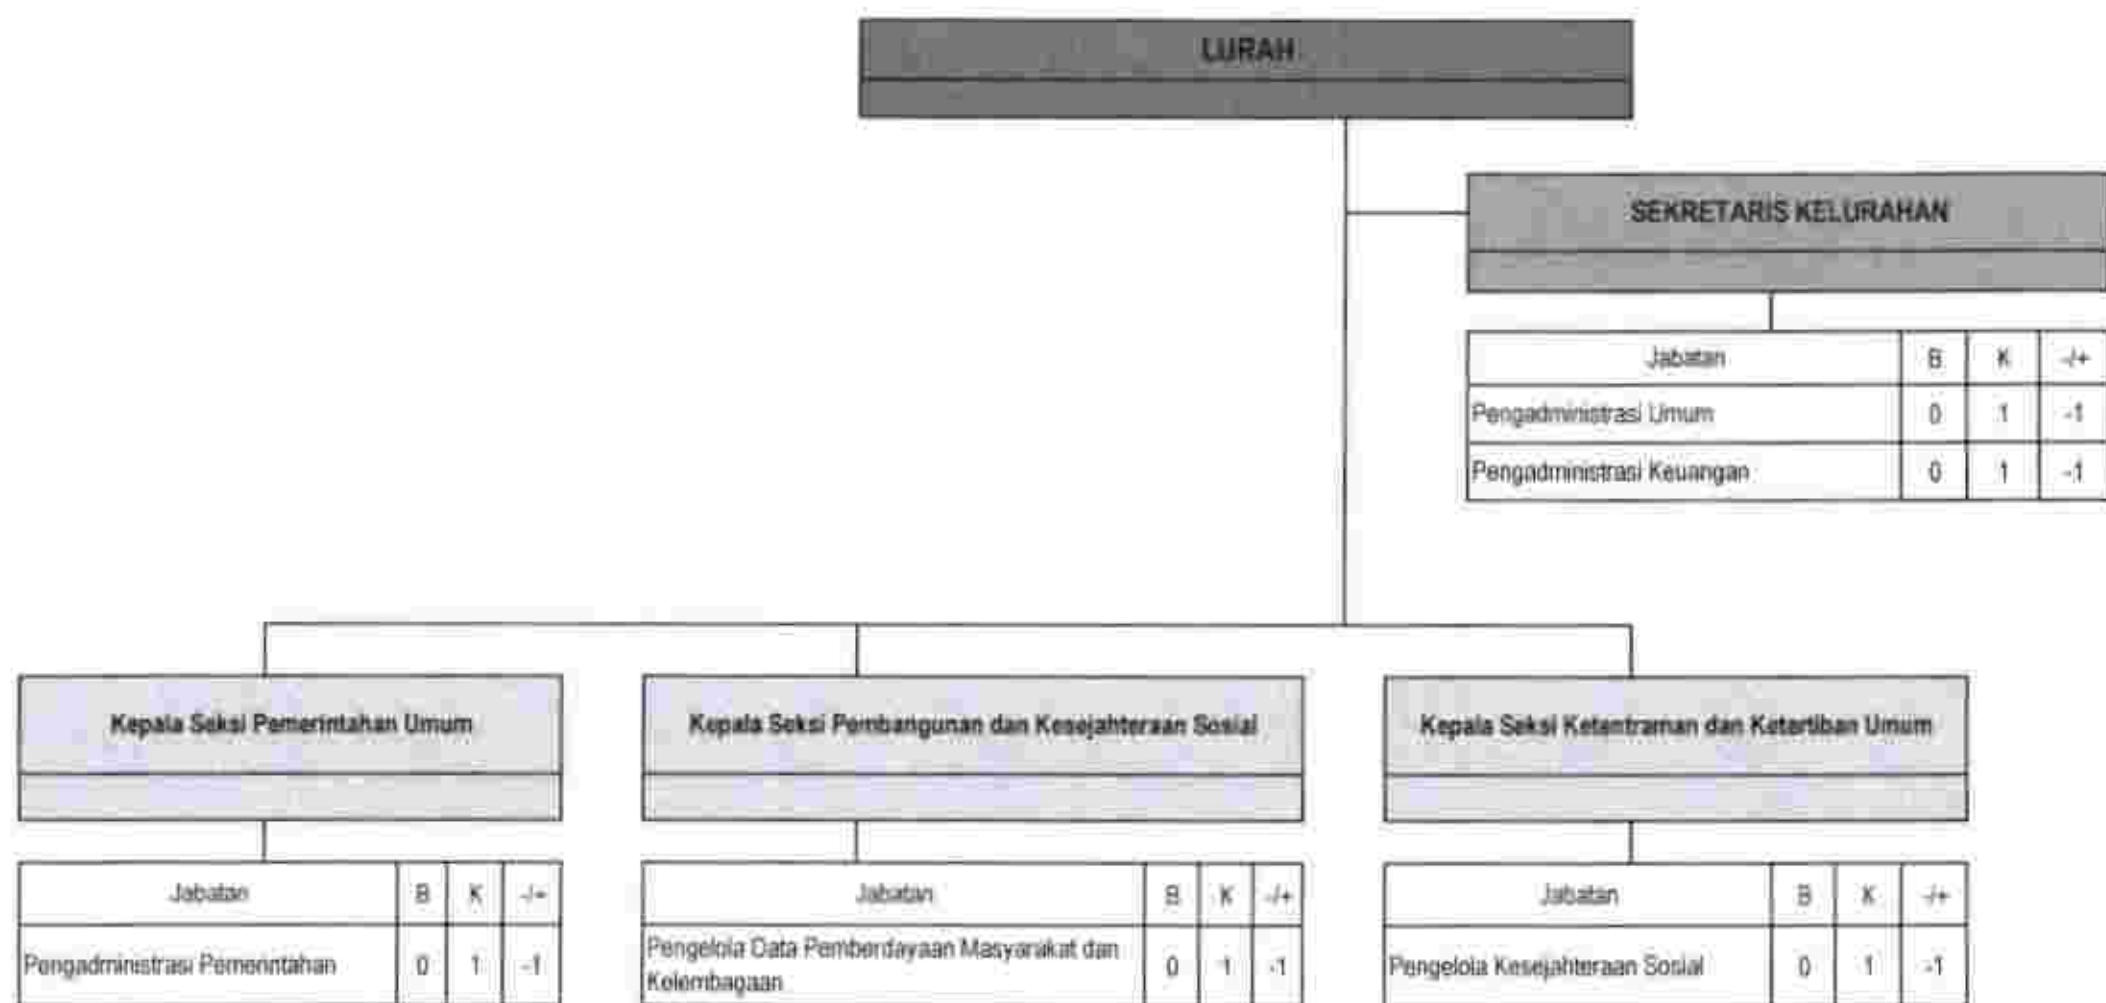 LURAH
SEKRETARIS KELURAHAN
Jabatan B K -/+
Pengadministrasi Umum 0 1 -1
Pengadministrasi Keuangan 0 1 -1
Kepala Seksi Pemerintahan Umum
Jabatan B K -/+
Pengadministrasi Pemerintahan 0 1 -1
Kepala Seksi Pembangunan dan Kesejahteraan Sosial
Jabatan B K -/+
Pengelola Data Pemberdayaan Masyarakat dan
Kelembagaan 0 1 -1
Kepala Seksi Ketentraman dan Ketertiban Umum
Jabatan B K -/+
Pengelola Kesejahteraan Sosial 0 1 -1